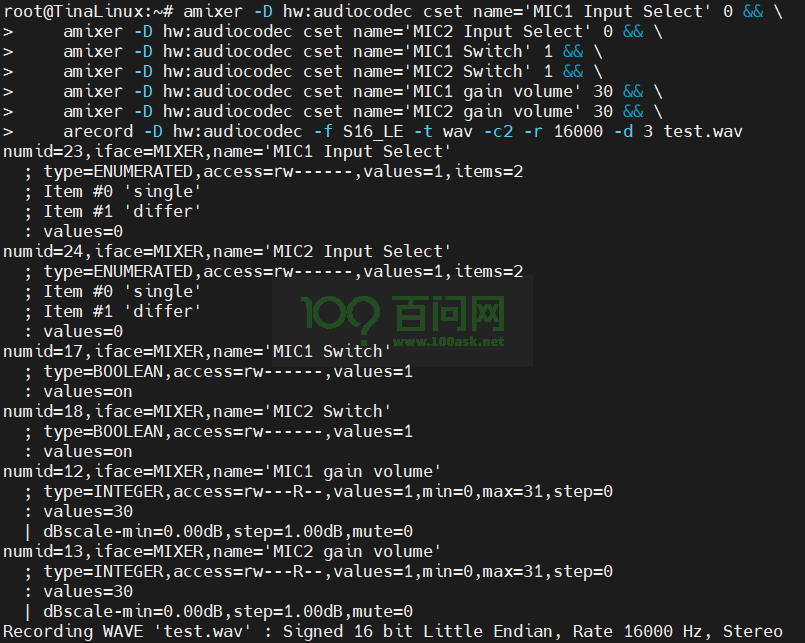 root@TinaLinux:~# amixer -D hw:audiocodec cset name='MIC1 Input Select' 0 && \
>     amixer -D hw:audiocodec cset name='MIC2 Input Select' 0 && \
>     amixer -D hw:audiocodec cset name='MIC1 Switch' 1 && \
>     amixer -D hw:audiocodec cset name='MIC2 Switch' 1 && \
>     amixer -D hw:audiocodec cset name='MIC1 gain volume' 30 && \
>     amixer -D hw:audiocodec cset name='MIC2 gain volume' 30 && \
>     arecord -D hw:audiocodec -f S16_LE -t wav -c2 -r 16000 -d 3 test.wav
numid=23,iface=MIXER,name='MIC1 Input Select'
  ; type=ENUMERATED,access=rw------,values=1,items=2
  ; Item #0 'single'
  ; Item #1 'differ'
  : values=0
numid=24,iface=MIXER,name='MIC2 Input Select'
  ; type=ENUMERATED,access=rw------,values=1,items=2
  ; Item #0 'single'
  ; Item #1 'differ'
  : values=0
100 百问网
www.100ask.net
numid=17,iface=MIXER,name='MIC1 Switch'
  ; type=BOOLEAN,access=rw------,values=1
  : values=on
numid=18,iface=MIXER,name='MIC2 Switch'
  ; type=BOOLEAN,access=rw------,values=1
  : values=on
numid=12,iface=MIXER,name='MIC1 gain volume'
  ; type=INTEGER,access=rw---R--,values=1,min=0,max=31,step=0
  : values=30
  | dBscale-min=0.00dB,step=1.00dB,mute=0
numid=13,iface=MIXER,name='MIC2 gain volume'
  ; type=INTEGER,access=rw---R--,values=1,min=0,max=31,step=0
  : values=30
  | dBscale-min=0.00dB,step=1.00dB,mute=0
Recording WAVE 'test.wav' : Signed 16 bit Little Endian, Rate 16000 Hz, Stereo